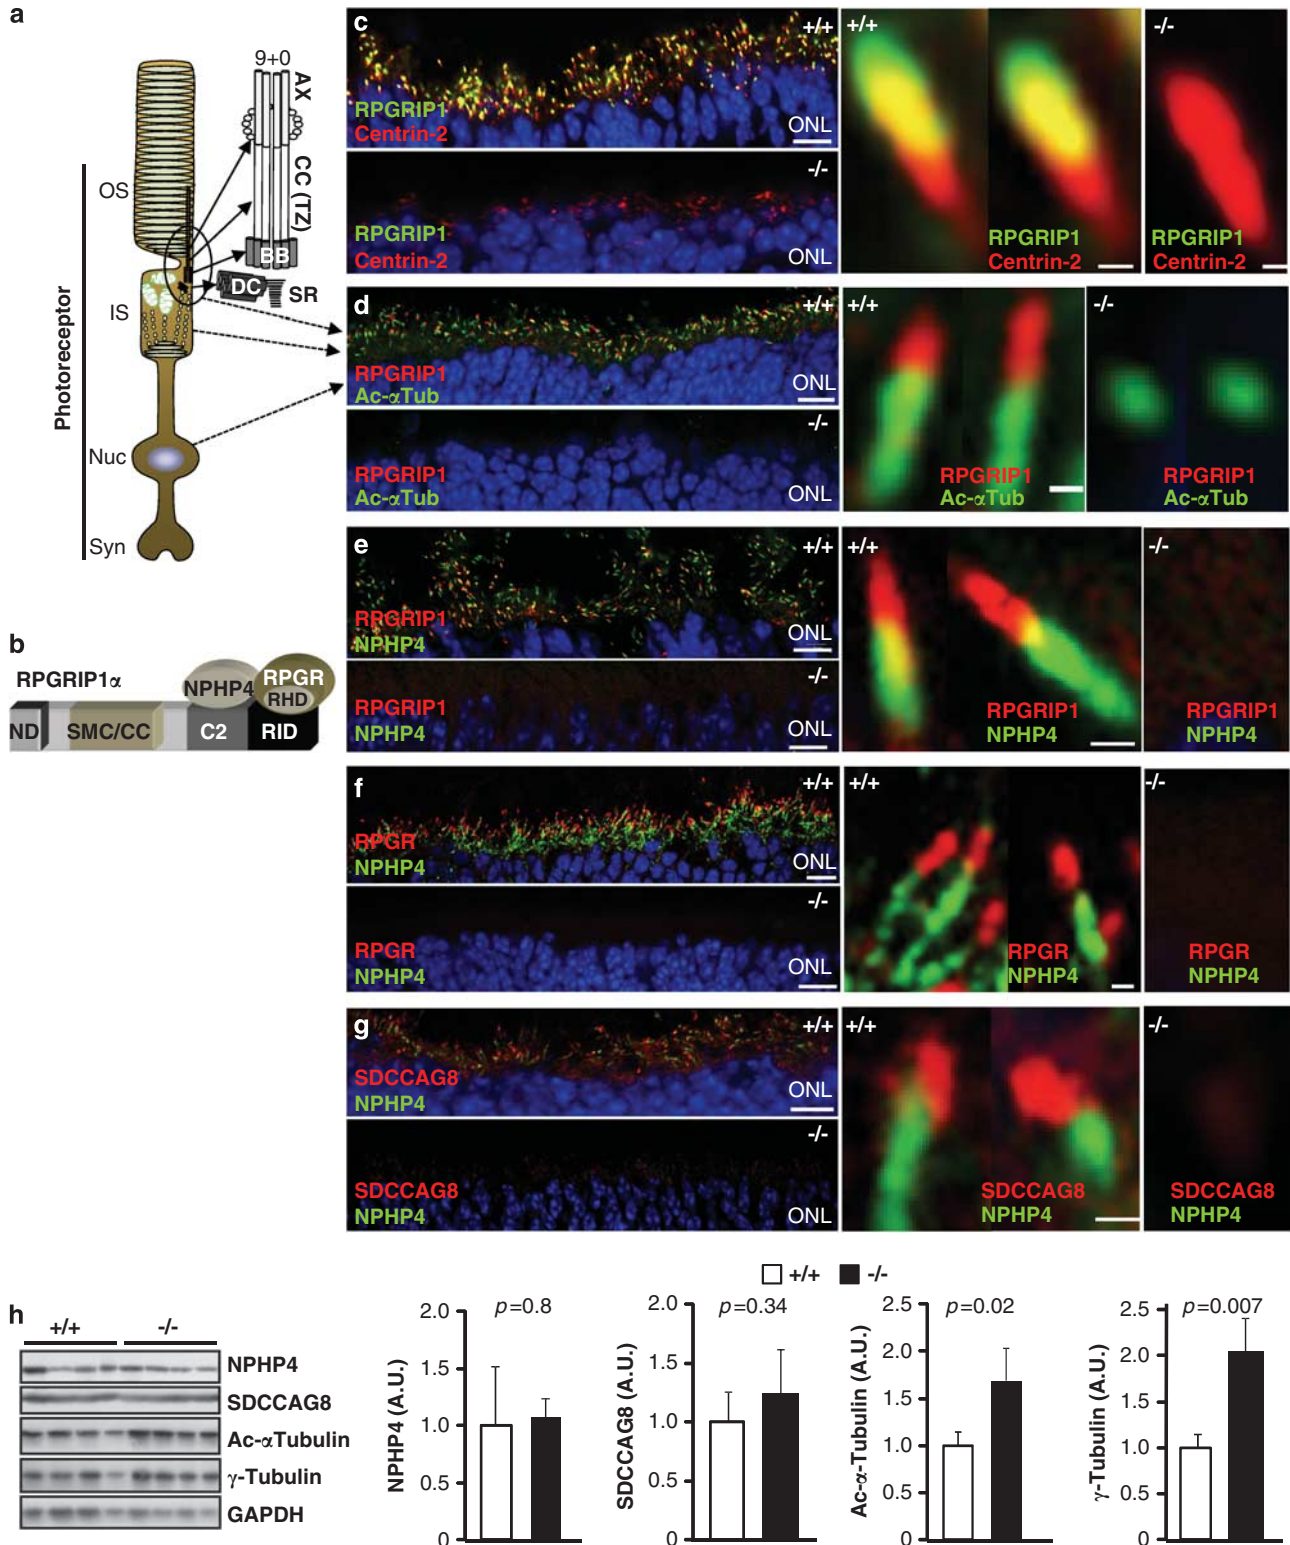 a
9+0
AX
CC (TZ)
BB
DC
SR
OS
IS
Photoreceptor
Nuc
Syn
b
RPGRIP1α
NPHP4
RPGR
RHD
ND
SMC/CC
C2
RID
c
+/+
RPGRIP1
Centrin-2
ONL
-/-
RPGRIP1
Centrin-2
ONL
+/+
RPGRIP1
Centrin-2
-/-
RPGRIP1
Centrin-2
d
+/+
RPGRIP1
Ac-αTub
ONL
-/-
RPGRIP1
Ac-αTub
ONL
+/+
RPGRIP1
Ac-αTub
-/-
RPGRIP1
Ac-αTub
e
+/+
RPGRIP1
NPHP4
ONL
-/-
RPGRIP1
NPHP4
ONL
+/+
RPGRIP1
NPHP4
-/-
RPGRIP1
NPHP4
f
+/+
RPGR
NPHP4
ONL
-/-
RPGR
NPHP4
ONL
+/+
RPGR
NPHP4
-/-
RPGR
NPHP4
g
+/+
SDCCAG8
NPHP4
ONL
-/-
SDCCAG8
NPHP4
ONL
+/+
SDCCAG8
NPHP4
-/-
SDCCAG8
NPHP4
h
+/+ -/-
NPHP4
SDCCAG8
Ac-αTubulin
γ-Tubulin
GAPDH
+/+ -/-
NPHP4 (A.U.)
2.0
1.5
1.0
0.5
0
p=0.8
SDCCAG8 (A.U.)
2.0
1.5
1.0
0.5
0
p=0.34
Ac-α-Tubulin (A.U.)
2.5
2.0
1.5
1.0
0.5
0
p=0.02
γ-Tubulin (A.U.)
2.5
2.0
1.5
1.0
0.5
0
p=0.007